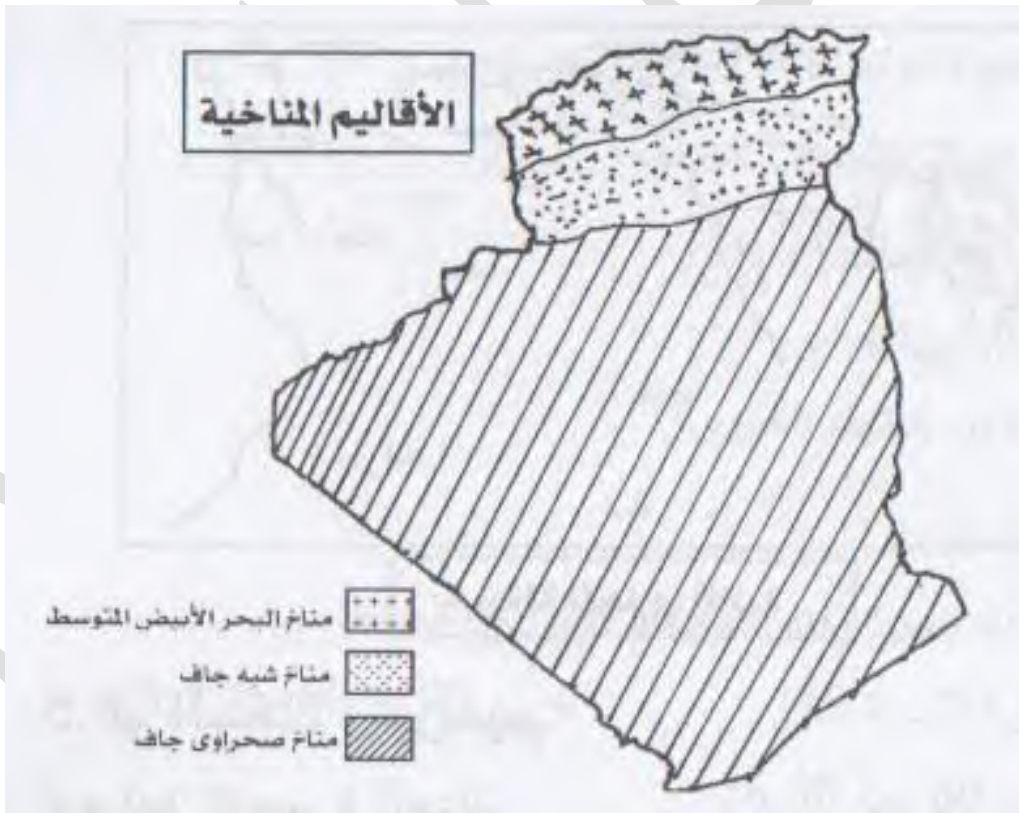 الأقاليم المناخية
مناخ البحر الأبيض المتوسط
مناخ شبه جاف
مناخ صحراوى جاف